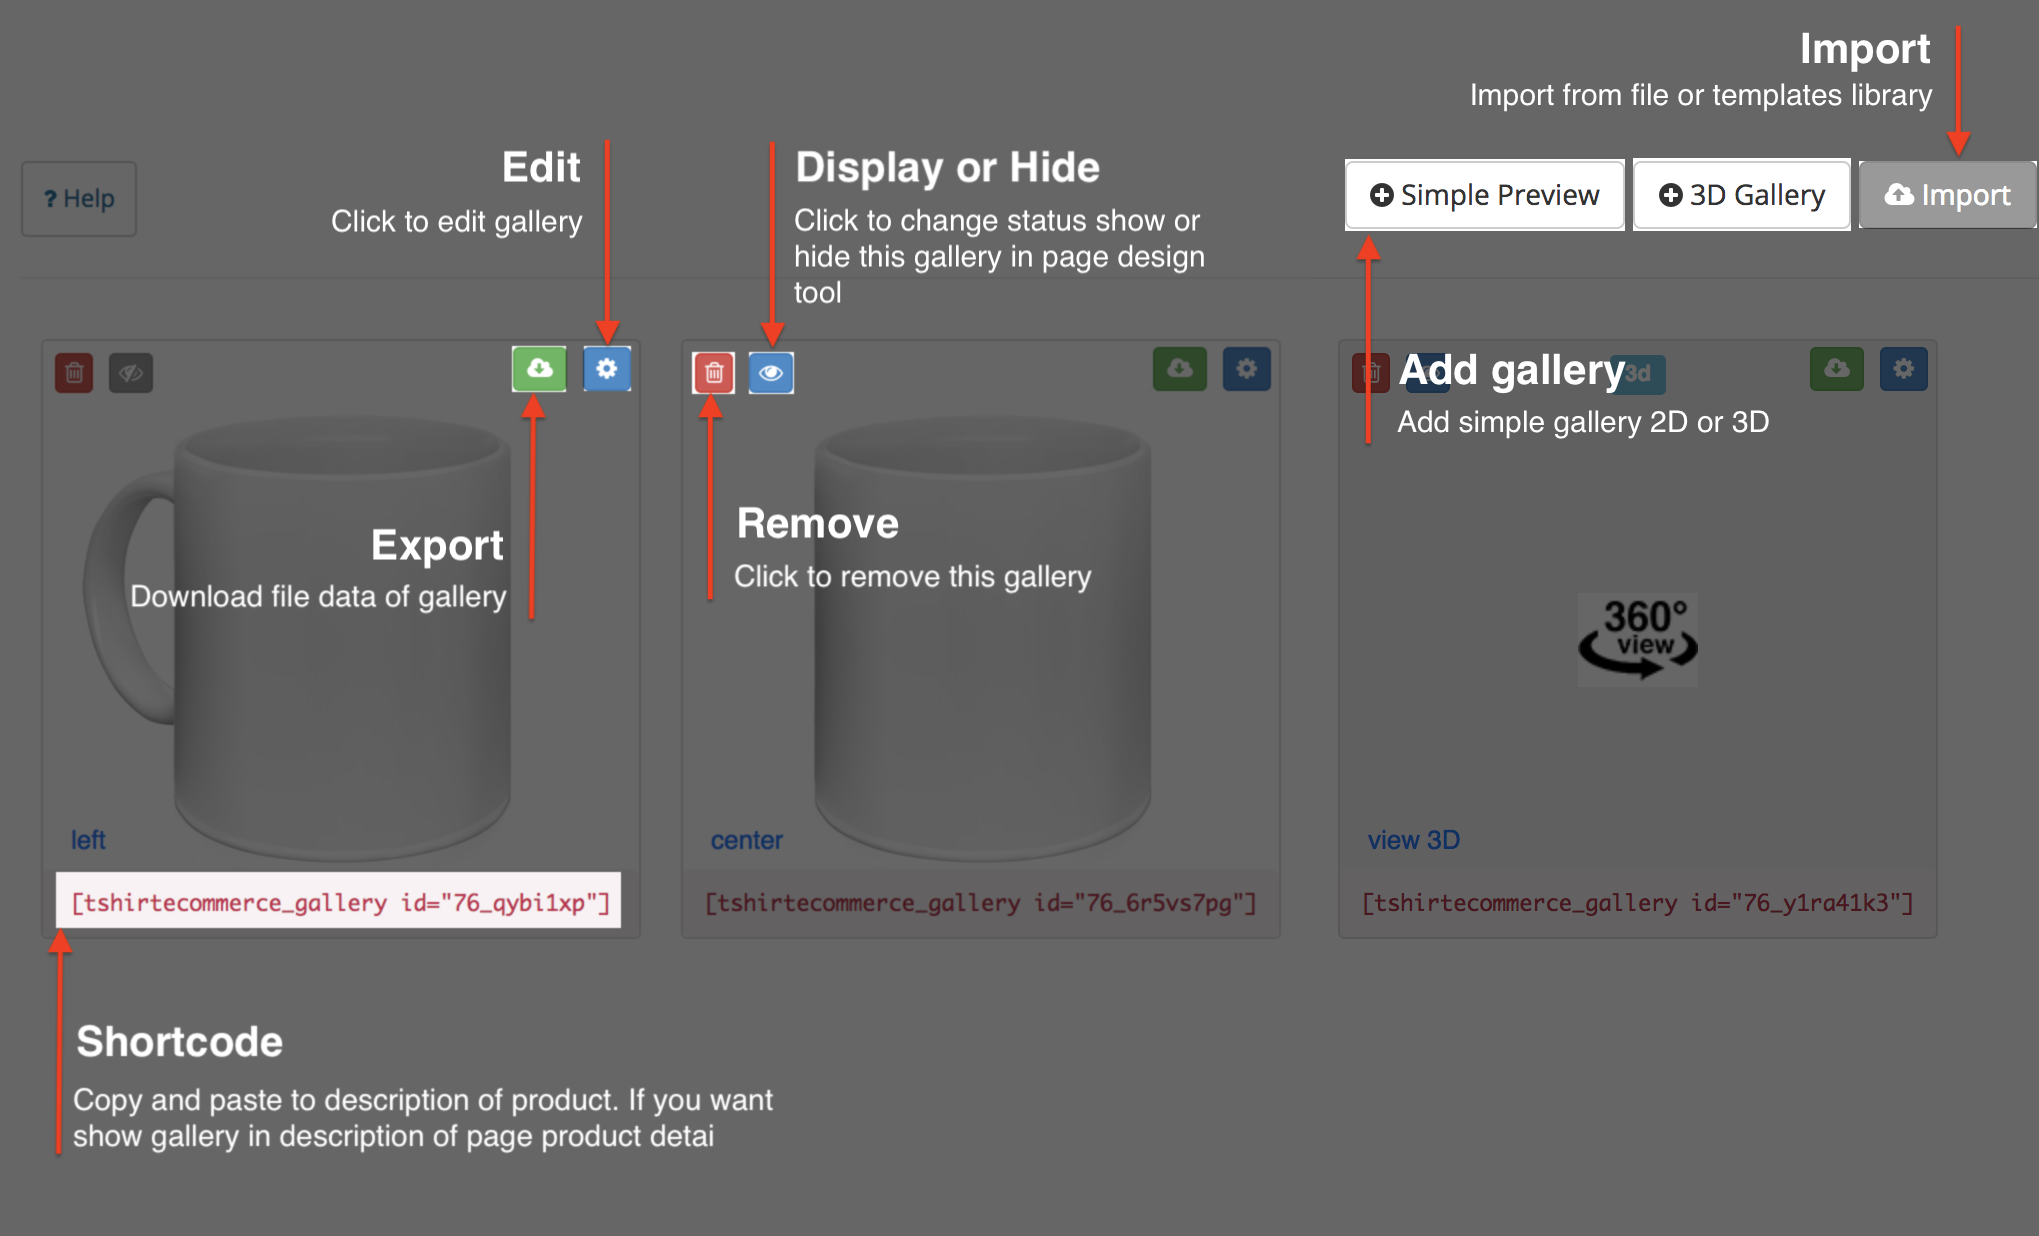 Import
Import from file or templates library
Edit
Click to edit gallery
Display or Hide
Click to change status show or
hide this gallery in page design
tool
? Help
Simple Preview
3D Gallery
Import
Add gallery
3d
Add simple gallery 2D or 3D
Export
Download file data of gallery
Remove
Click to remove this gallery
360°
view
left
center
view 3D
[tshirtecommerce_gallery id="76_qybi1xp"]
[tshirtecommerce_gallery id="76_6r5vs7pg"]
[tshirtecommerce_gallery id="76_y1ra41k3"]
Shortcode
Copy and paste to description of product. If you want
show gallery in description of page product detai